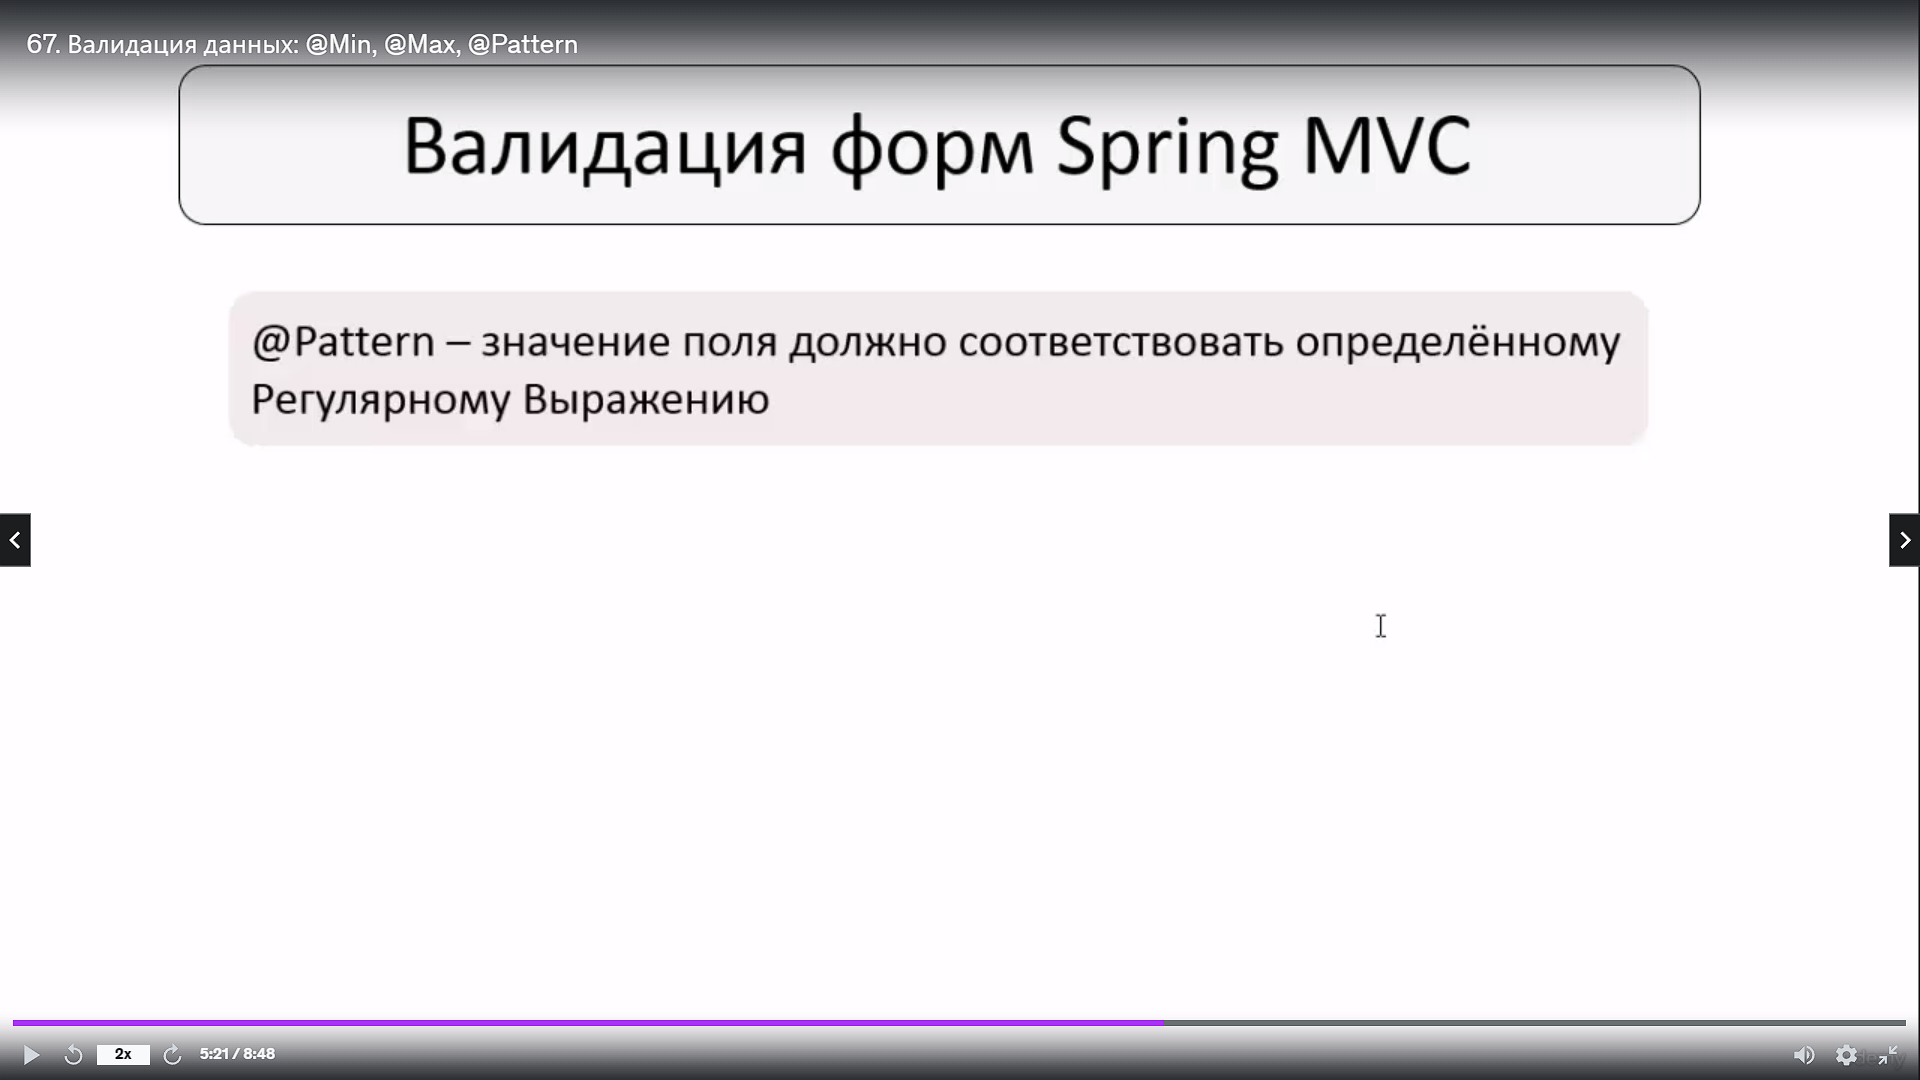 67. Валидация данных: @Min, @Max, @Pattern
Валидация форм Spring MVC
@Pattern – значение поля должно соответствовать определённому
Регулярному Выражению
2x
5:21 / 8:48